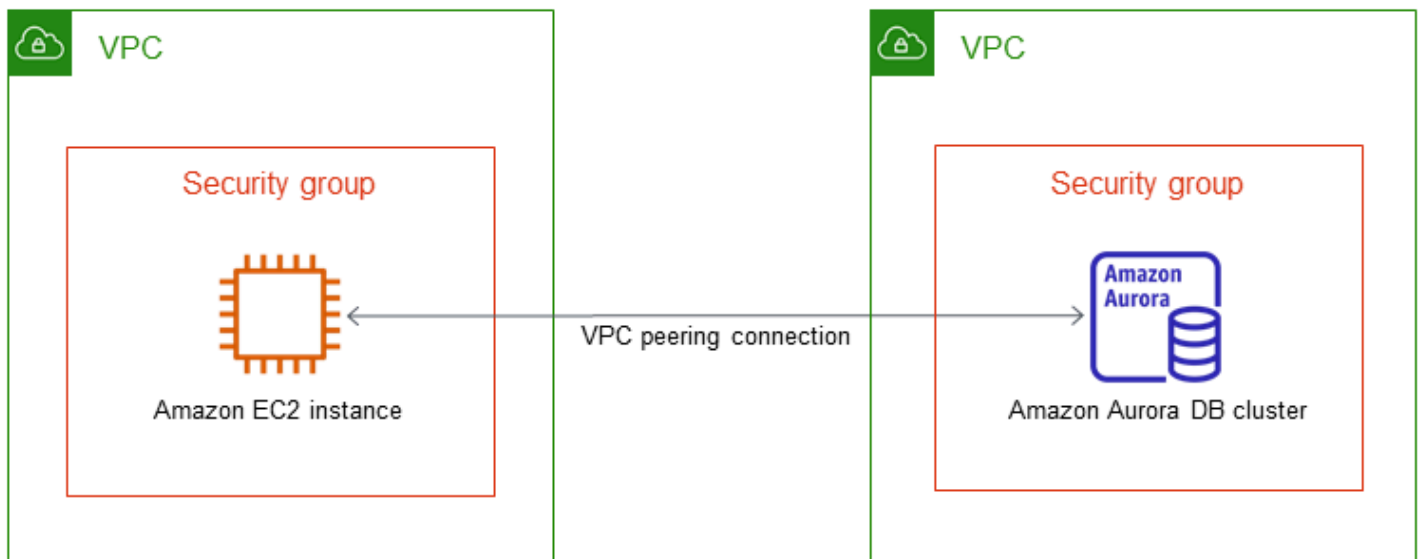 VPC
VPC
Security group
Security group
Amazon
Aurora
VPC peering connection
Amazon EC2 instance
Amazon Aurora DB cluster